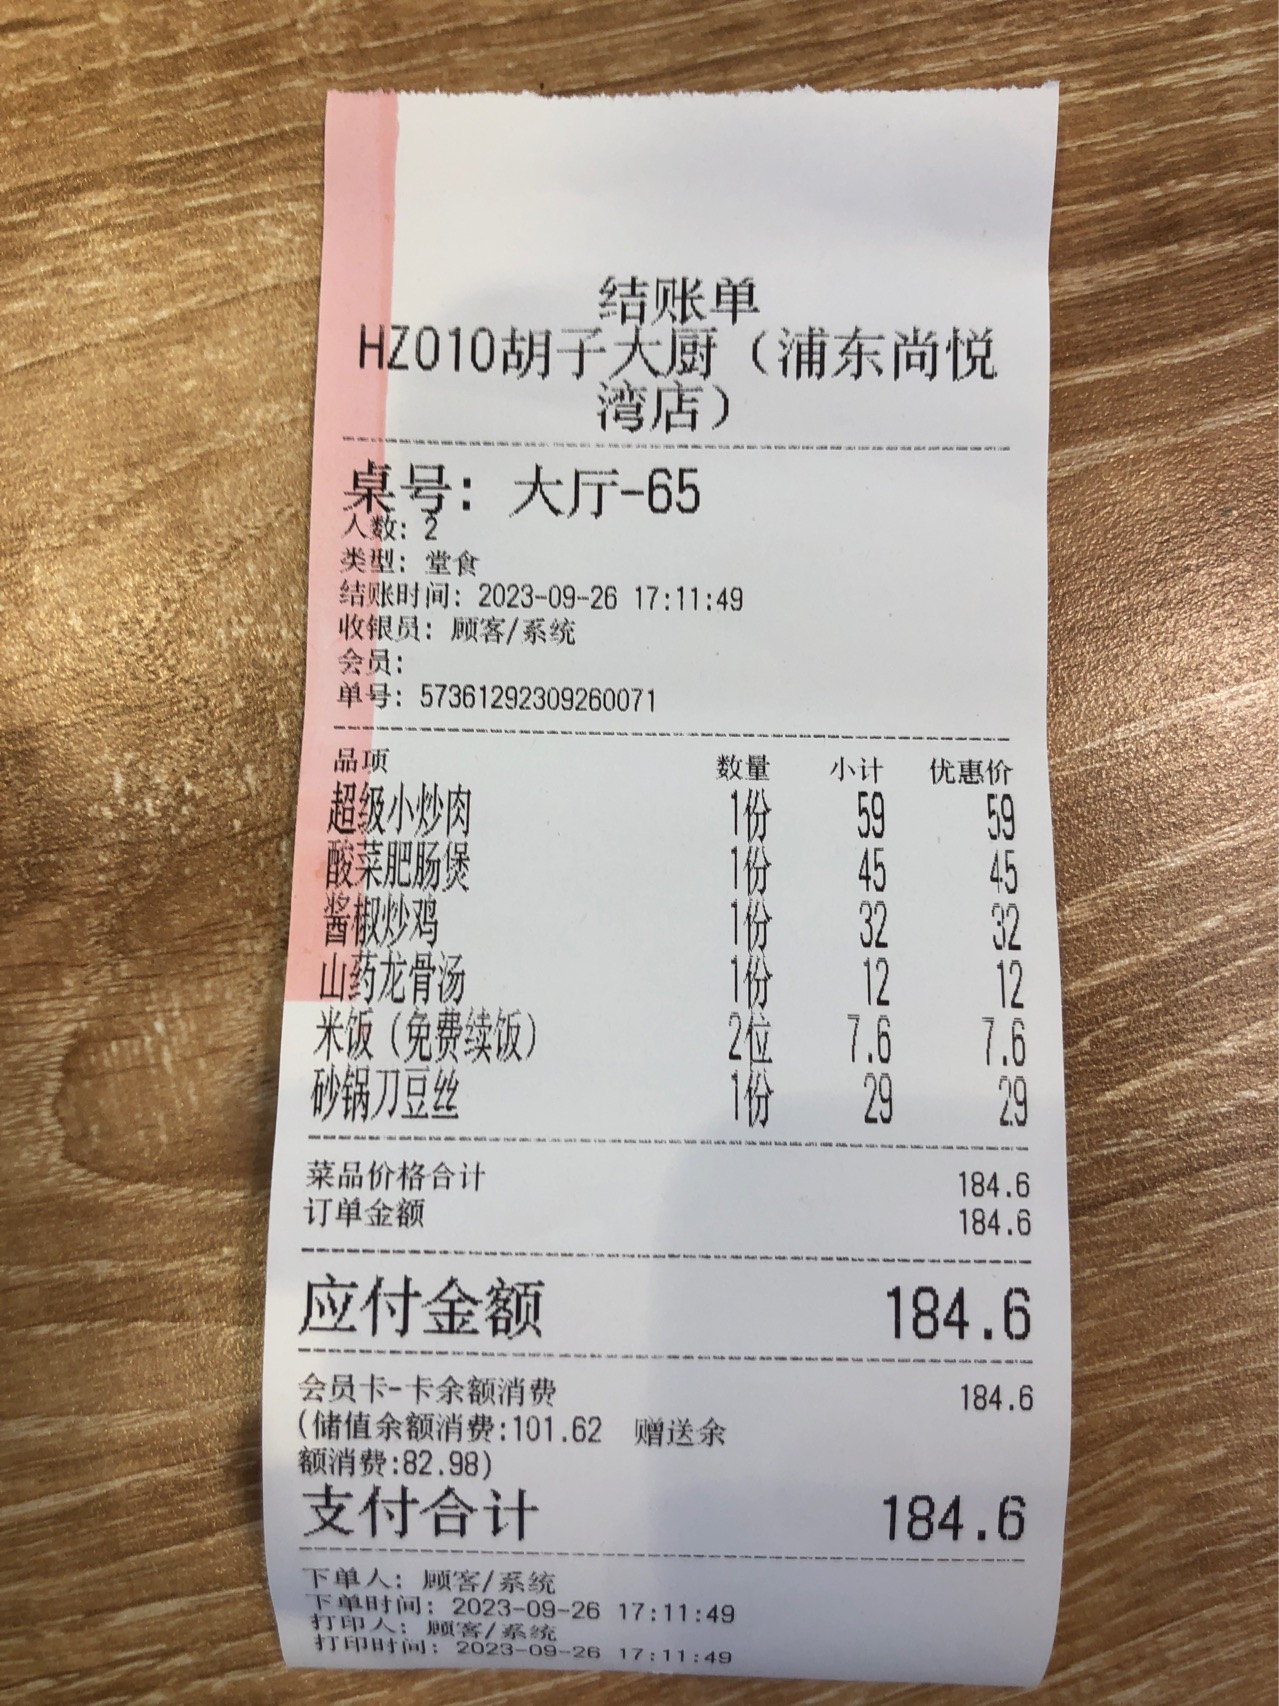 结账单
HZ010胡子大厨（浦东尚悦
湾店）
桌号：大厅-65
人数: 2
类型: 堂食
结账时间: 2023-09-26 17:11:49
收银员: 顾客/系统
会员:
单号: 573612923092​60071
品项 数量 小计 优惠价
超级小炒肉 1份 59 59
酸菜肥肠煲 1份 45 45
酱椒炒鸡 1份 32 32
山药龙骨汤 1份 12 12
米饭（免费续饭） 2位 7.6 7.6
砂锅刀豆丝 1份 29 29
菜品价格合计 184.6
订单金额 184.6
应付金额 184.6
会员卡-卡余额消费 184.6
(储值余额消费:101.62 赠送余
额消费:82.98)
支付合计 184.6
下单人: 顾客/系统
下单时间: 2023-09-26 17:11:49
打印人: 顾客/系统
打印时间: 2023-09-26 17:11:49